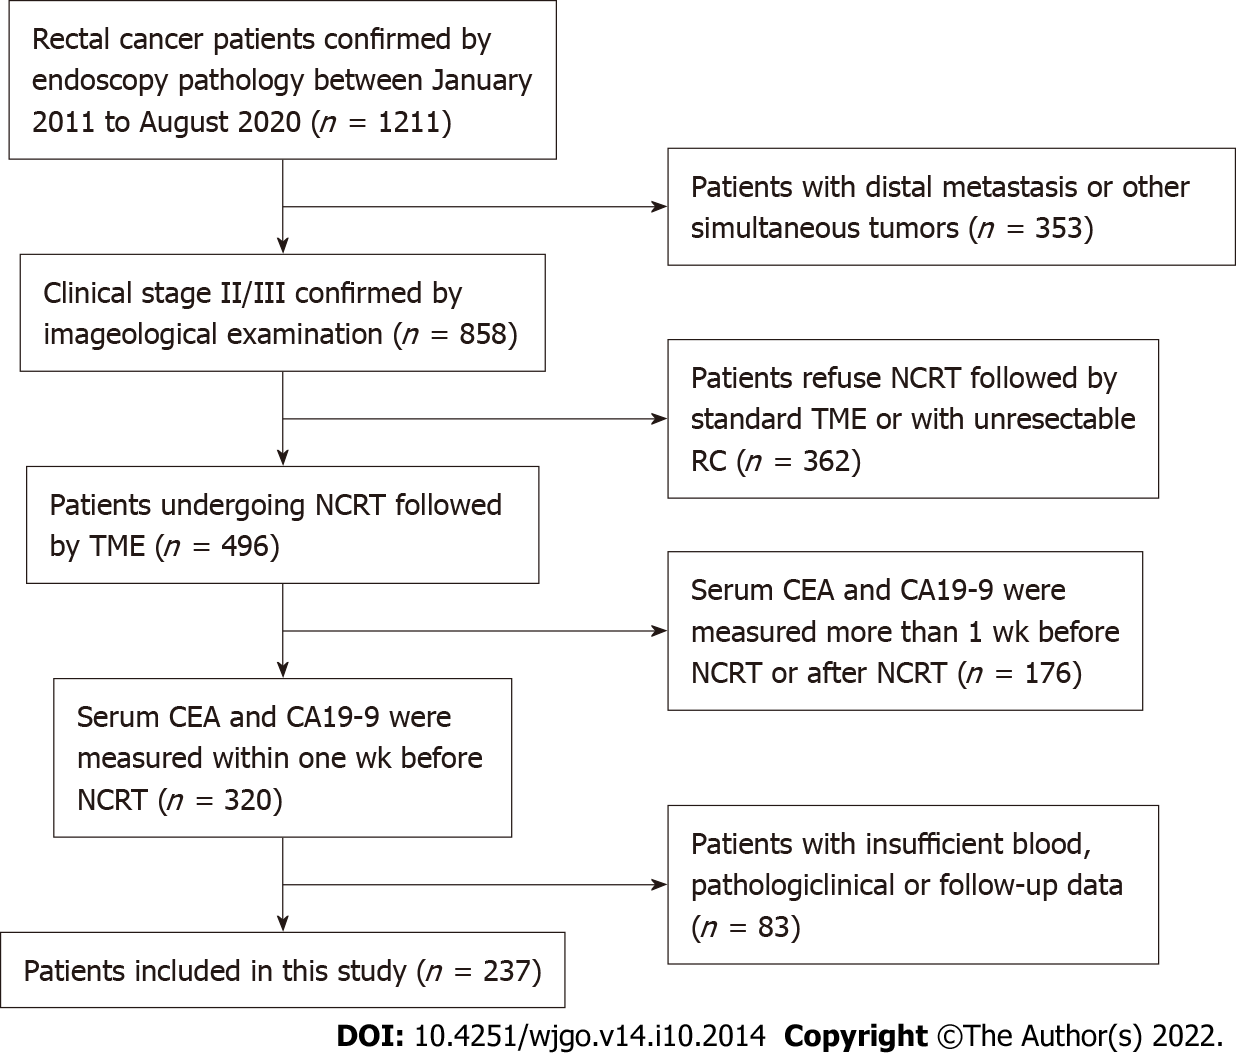 Rectal cancer patients confirmed by
endoscopy pathology between January
2011 to August 2020 (n = 1211)
Patients with distal metastasis or other
simultaneous tumors (n = 353)
Clinical stage II/III confirmed by
imageological examination (n = 858)
Patients refuse NCRT followed by
standard TME or with unresectable
RC (n = 362)
Patients undergoing NCRT followed
by TME (n = 496)
Serum CEA and CA19-9 were
measured more than 1 wk before
NCRT or after NCRT (n = 176)
Serum CEA and CA19-9 were
measured within one wk before
NCRT (n = 320)
Patients with insufficient blood,
pathologiclinical or follow-up data
(n = 83)
Patients included in this study (n = 237)
DOI: 10.4251/wjgo.v14.i10.2014 Copyright ©The Author(s) 2022.